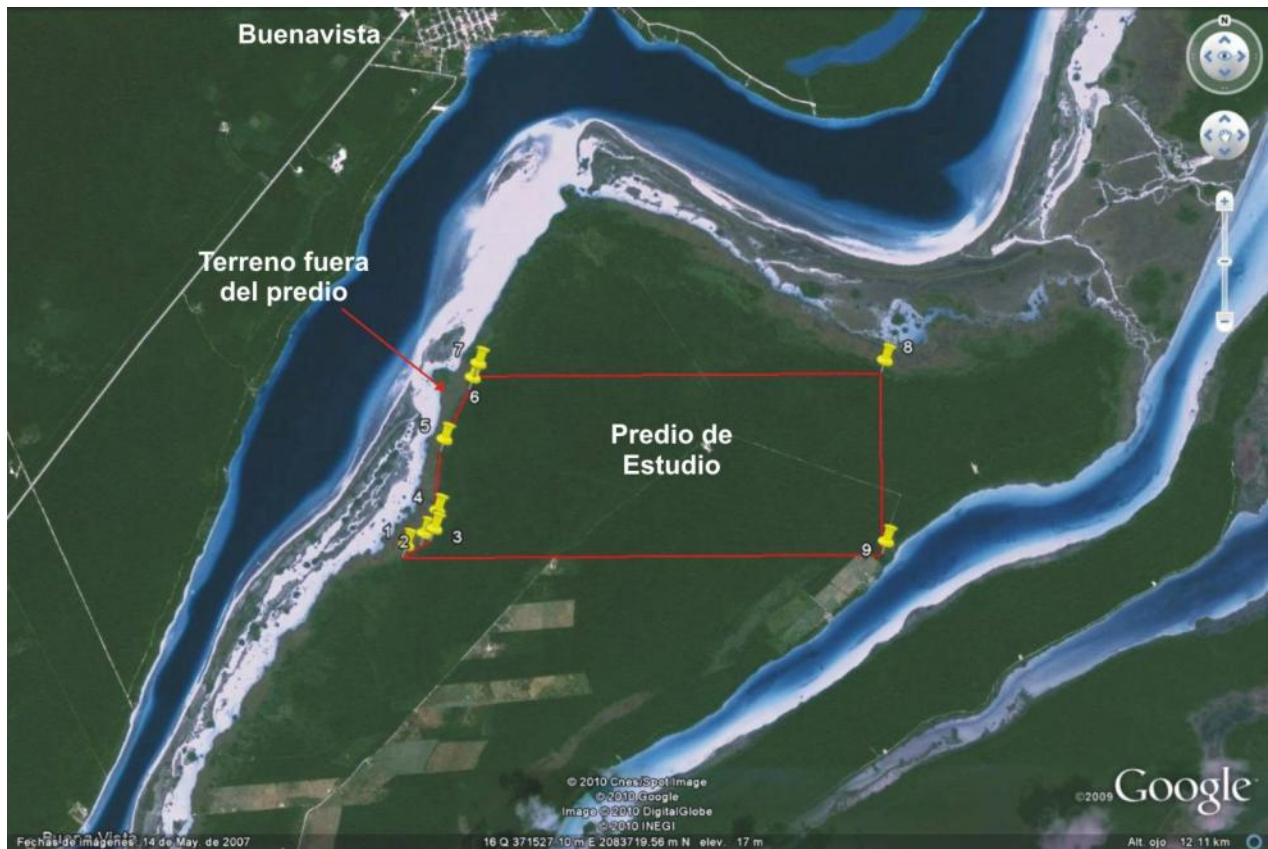 Buenavista
N
Terreno fuera
del predio
7
8
6
5
Predio de
Estudio
4
1
2
3
9
© 2010 Cnes/Spot Image
© 2010 Google
Image © 2010 DigitalGlobe
© 2010 INEGI
©2009 Google
Buena Vista
Fechas de imágenes: 14 de May. de 2007
16 Q 371527.10 m E 2083719.56 m N elev. 17 m
Alt. ojo 12.11 km